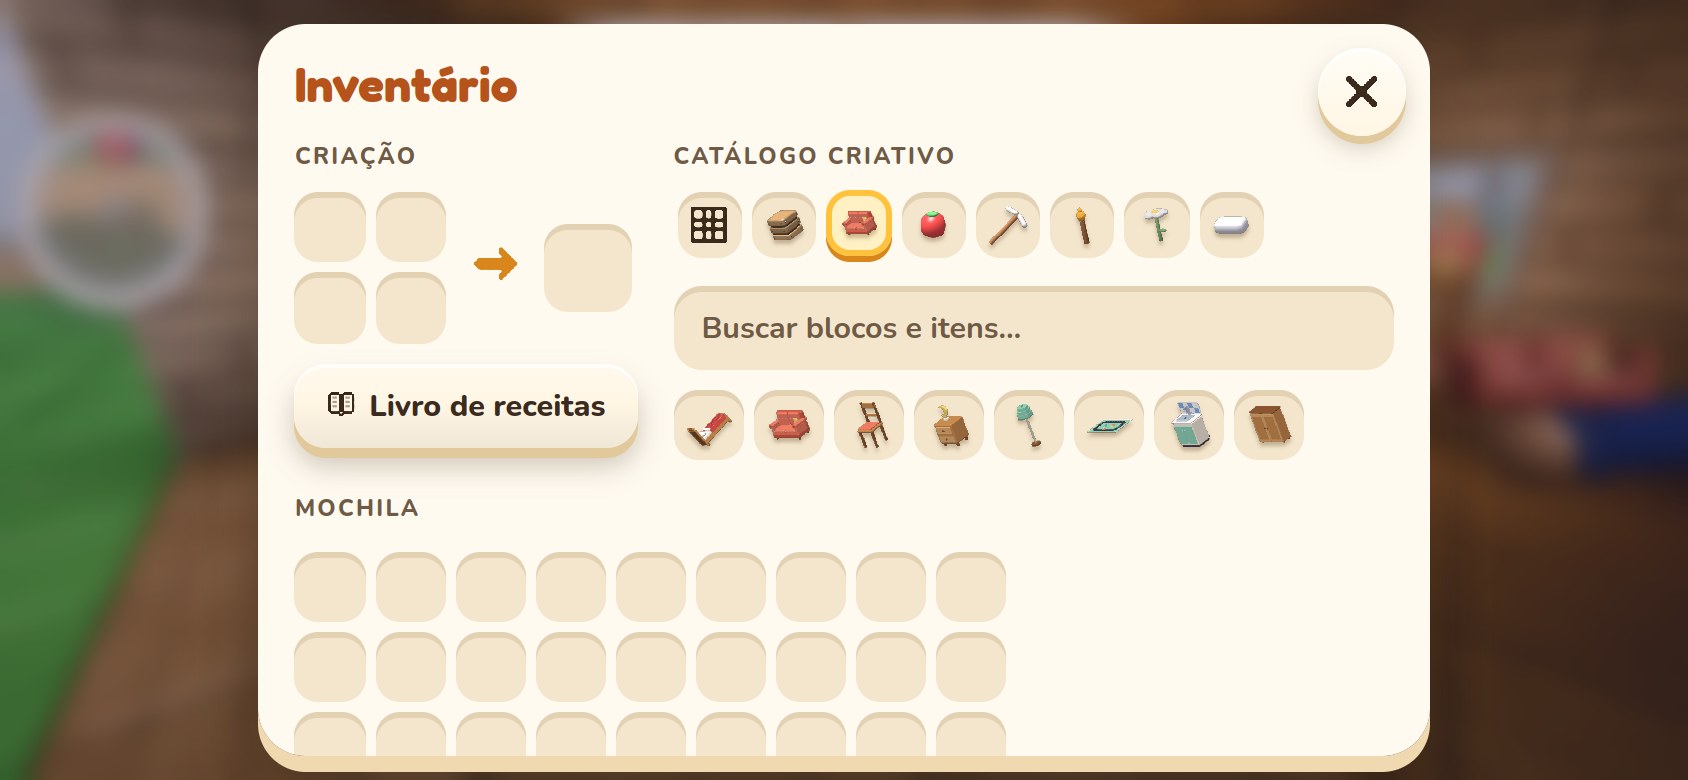 Inventário
CRIAÇÃO
CATÁLOGO CRIATIVO
Buscar blocos e itens...
Livro de receitas
MOCHILA